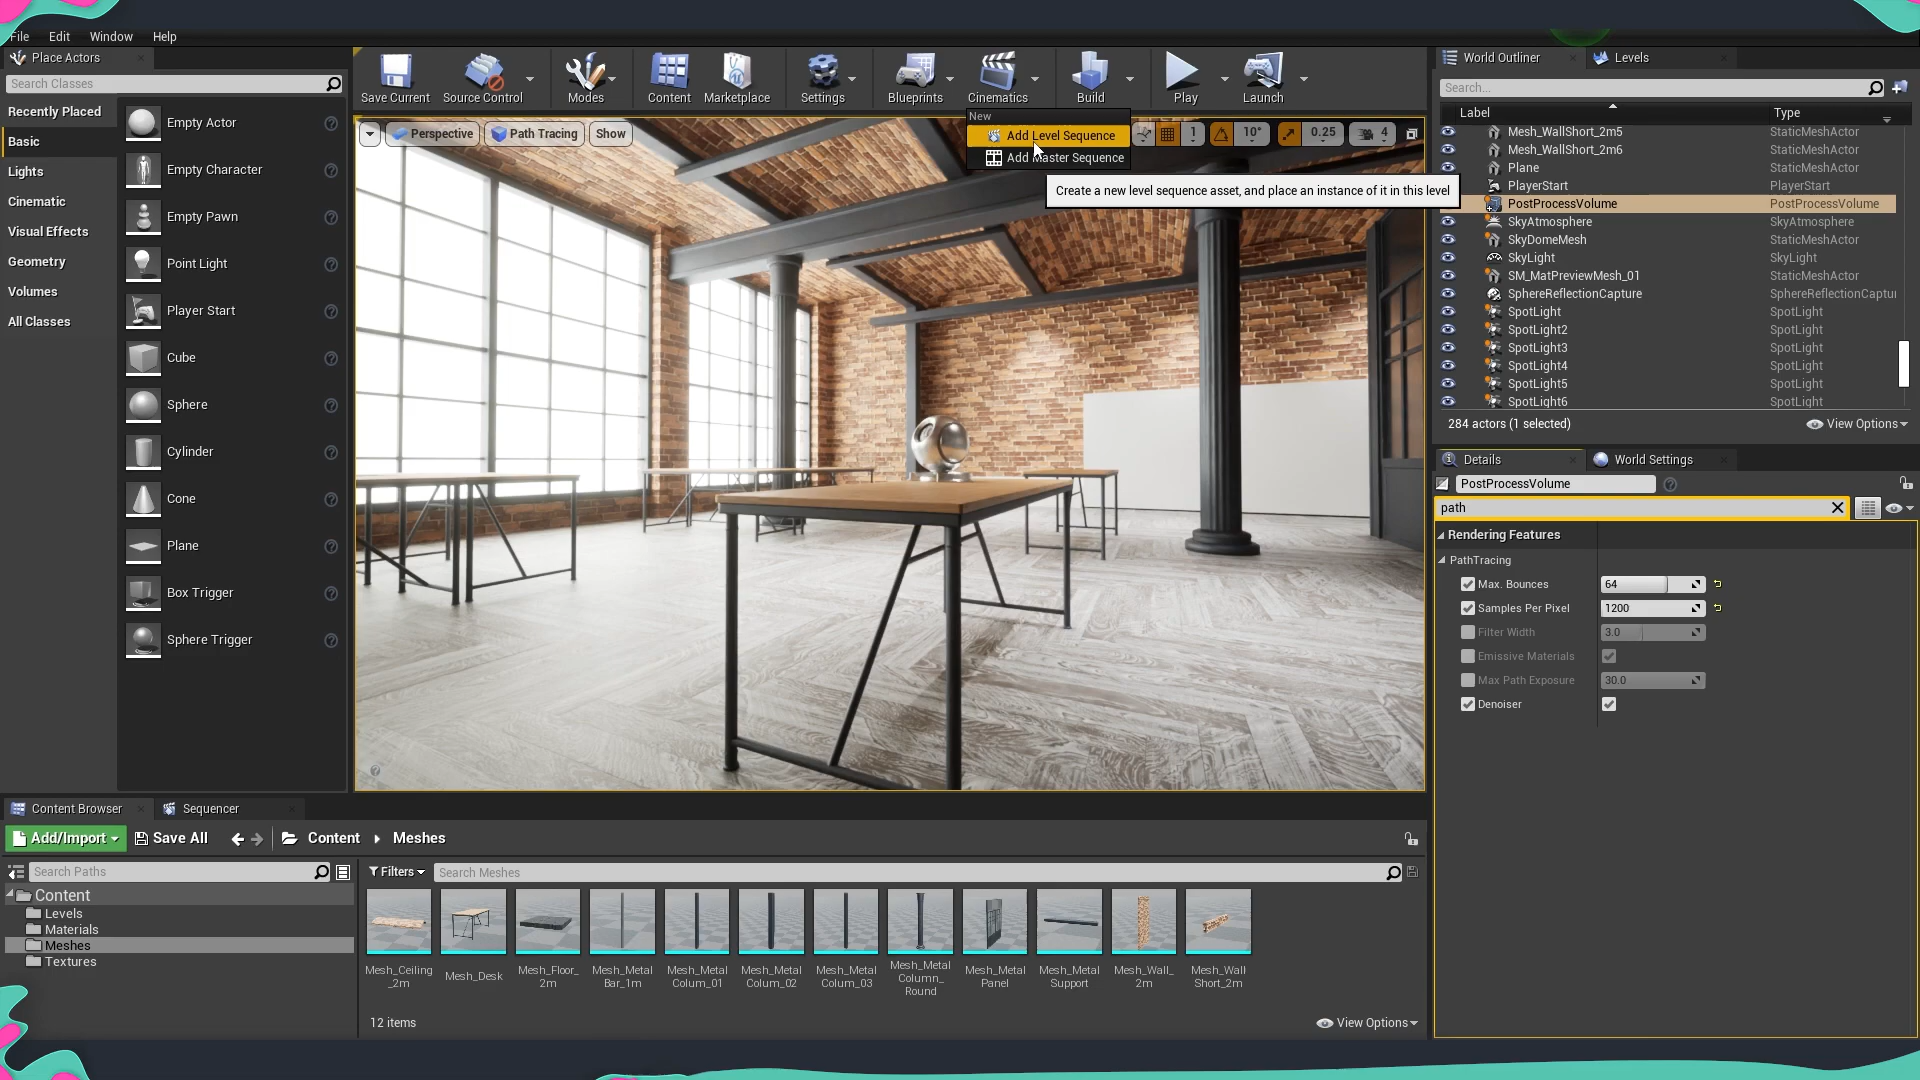 File Edit Window Help
Place Actors
Search Classes
Recently Placed
Basic
Lights
Cinematic
Visual Effects
Geometry
Volumes
All Classes
Empty Actor
Empty Character
Empty Pawn
Point Light
Player Start
Cube
Sphere
Cylinder
Cone
Plane
Box Trigger
Sphere Trigger
Save Current Source Control Modes Content Marketplace Settings Blueprints Cinematics Build Play Launch
New
Add Level Sequence
Add Master Sequence
Create a new level sequence asset, and place an instance of it in this level
Perspective Path Tracing Show
1 10° 0.25 4
World Outliner Levels
Search...
Label Type
Mesh_WallShort_2m5 StaticMeshActor
Mesh_WallShort_2m6 StaticMeshActor
Plane StaticMeshActor
PlayerStart PlayerStart
PostProcessVolume PostProcessVolume
SkyAtmosphere SkyAtmosphere
SkyDomeMesh StaticMeshActor
SkyLight SkyLight
SM_MatPreviewMesh_01 StaticMeshActor
SphereReflectionCapture SphereReflectionCaptu
SpotLight SpotLight
SpotLight2 SpotLight
SpotLight3 SpotLight
SpotLight4 SpotLight
SpotLight5 SpotLight
SpotLight6 SpotLight
284 actors (1 selected) View Options
Details World Settings
PostProcessVolume
path
Rendering Features
PathTracing
Max. Bounces 64
Samples Per Pixel 1200
Filter Width 3.0
Emissive Materials
Max Path Exposure 30.0
Denoiser
Content Browser Sequencer
Add/Import Save All Content Meshes
Search Paths
Filters Search Meshes
Content
Levels
Materials
Meshes
Textures
Mesh_Ceiling
_2m
Mesh_Desk
Mesh_Floor_
2m
Mesh_Metal
Bar_1m
Mesh_Metal
Colum_01
Mesh_Metal
Colum_02
Mesh_Metal
Colum_03
Mesh_Metal
Column_
Round
Mesh_Metal
Panel
Mesh_Metal
Support
Mesh_Wall_
2m
Mesh_Wall
Short_2m
12 items View Options